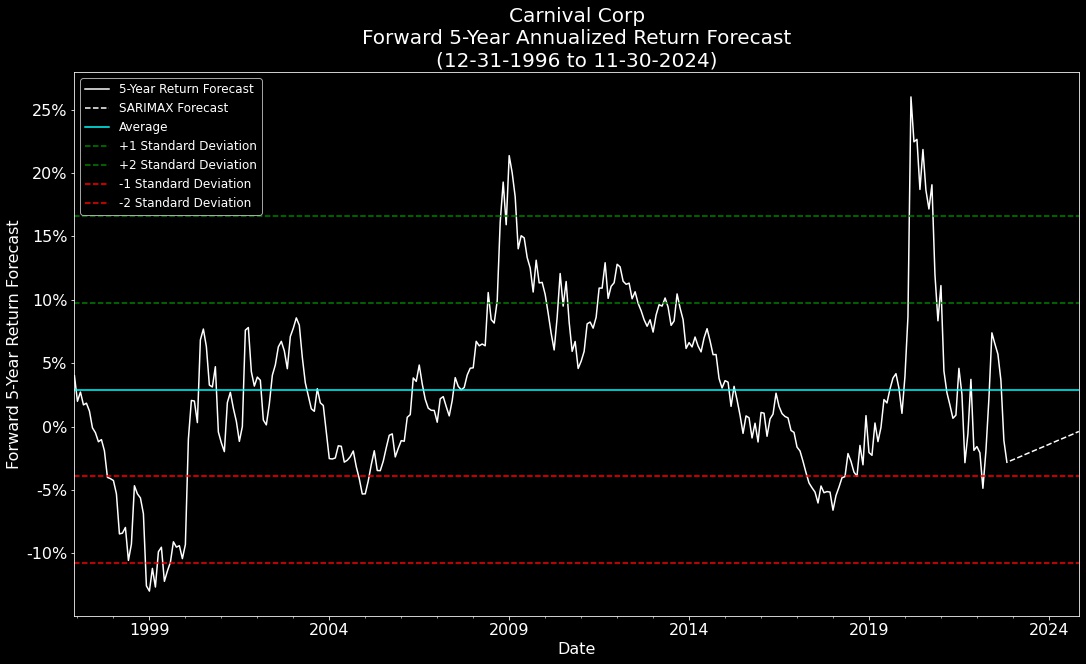 Carnival Corp
Forward 5-Year Annualized Return Forecast
(12-31-1996 to 11-30-2024)
5-Year Return Forecast
SARIMAX Forecast
Average
+1 Standard Deviation
+2 Standard Deviation
-1 Standard Deviation
-2 Standard Deviation
Forward 5-Year Return Forecast
25%
20%
15%
10%
5%
0%
-5%
-10%
1999 2004 2009 2014 2019 2024
Date